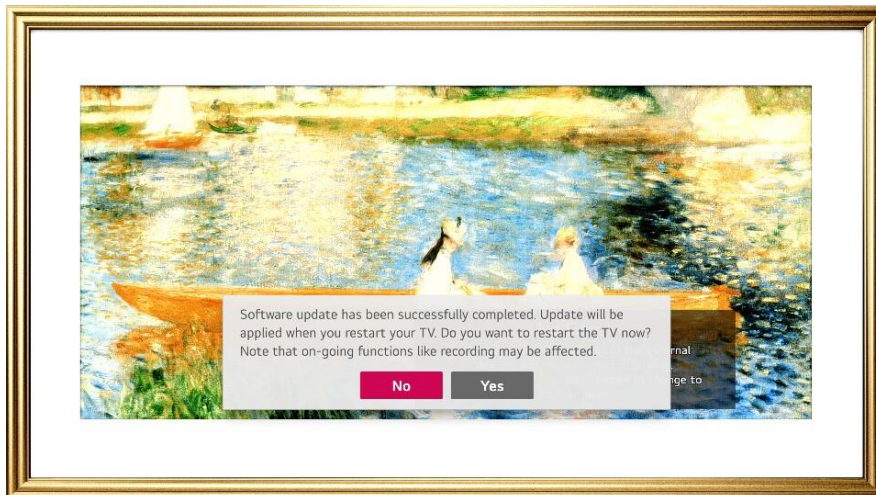 Software update has been successfully completed. Update will be
applied when you restart your TV. Do you want to restart the TV now?
Note that on-going functions like recording may be affected.
No Yes